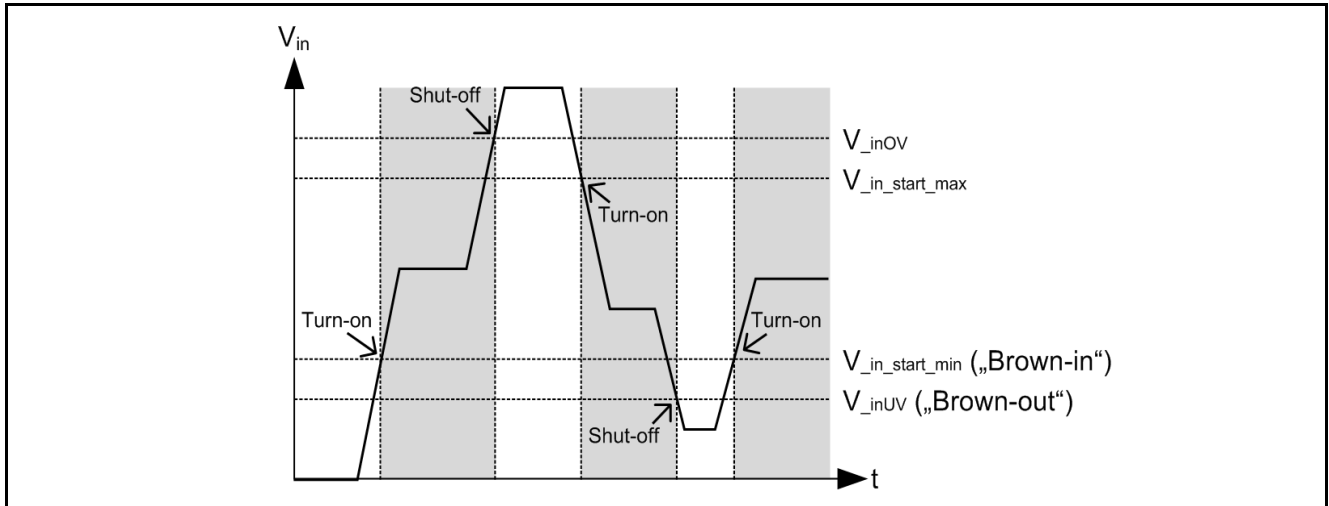 Vin
Shut-off
V_inOV
V_in_start_max
Turn-on
Turn-on
Turn-on
V_in_start_min („Brown-in“)
V_inUV („Brown-out“)
Shut-off
t